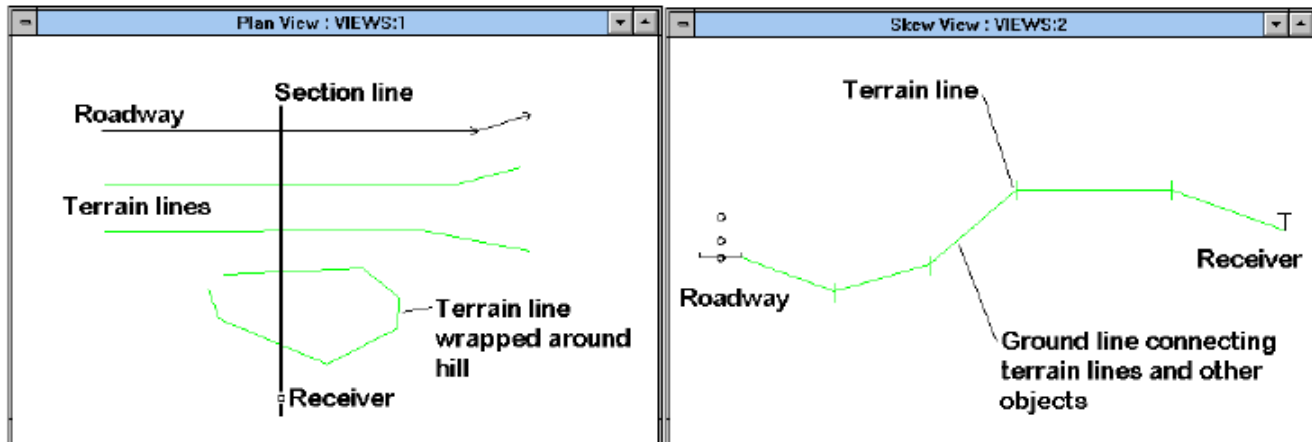 Plan View : VIEWS:1
Section line
Roadway
Terrain lines
Terrain line
wrapped around
hill
Receiver
Skew View : VIEWS:2
Terrain line
Roadway
Receiver
Ground line connecting
terrain lines and other
objects